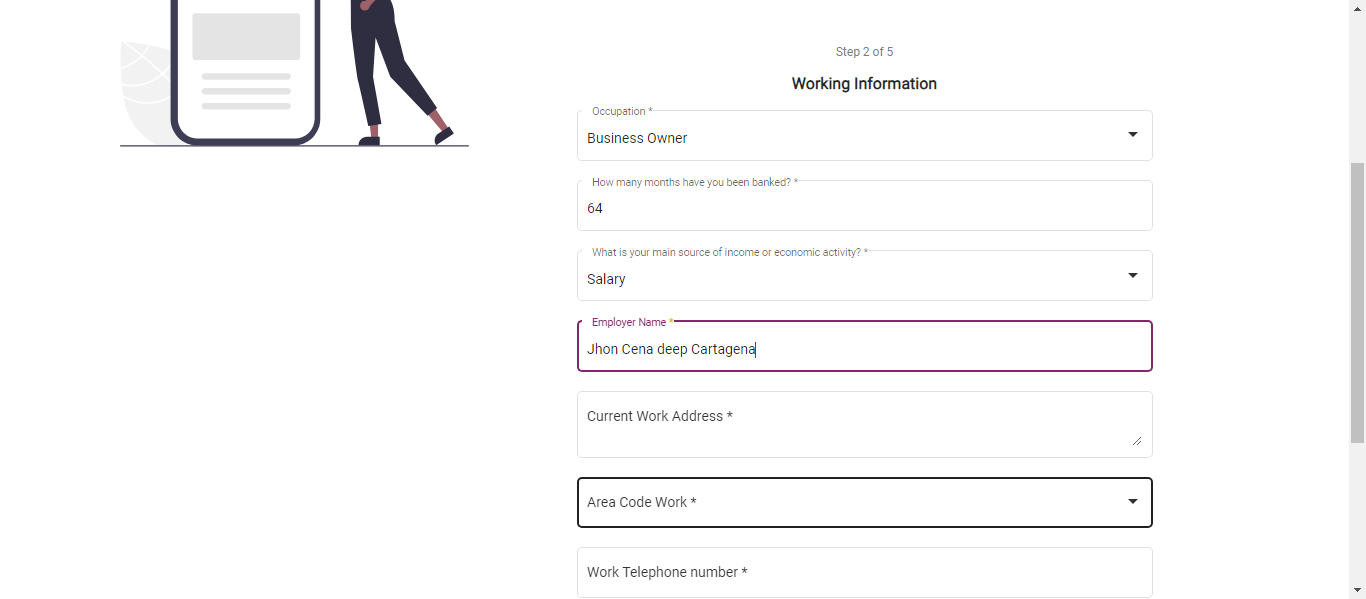 Step 2 of 5
Working Information
Occupation *
Business Owner
How many months have you been banked? *
64
What is your main source of income or economic activity? *
Salary
Employer Name *
Jhon Cena deep Cartagena
Current Work Address *
Area Code Work *
Work Telephone number *